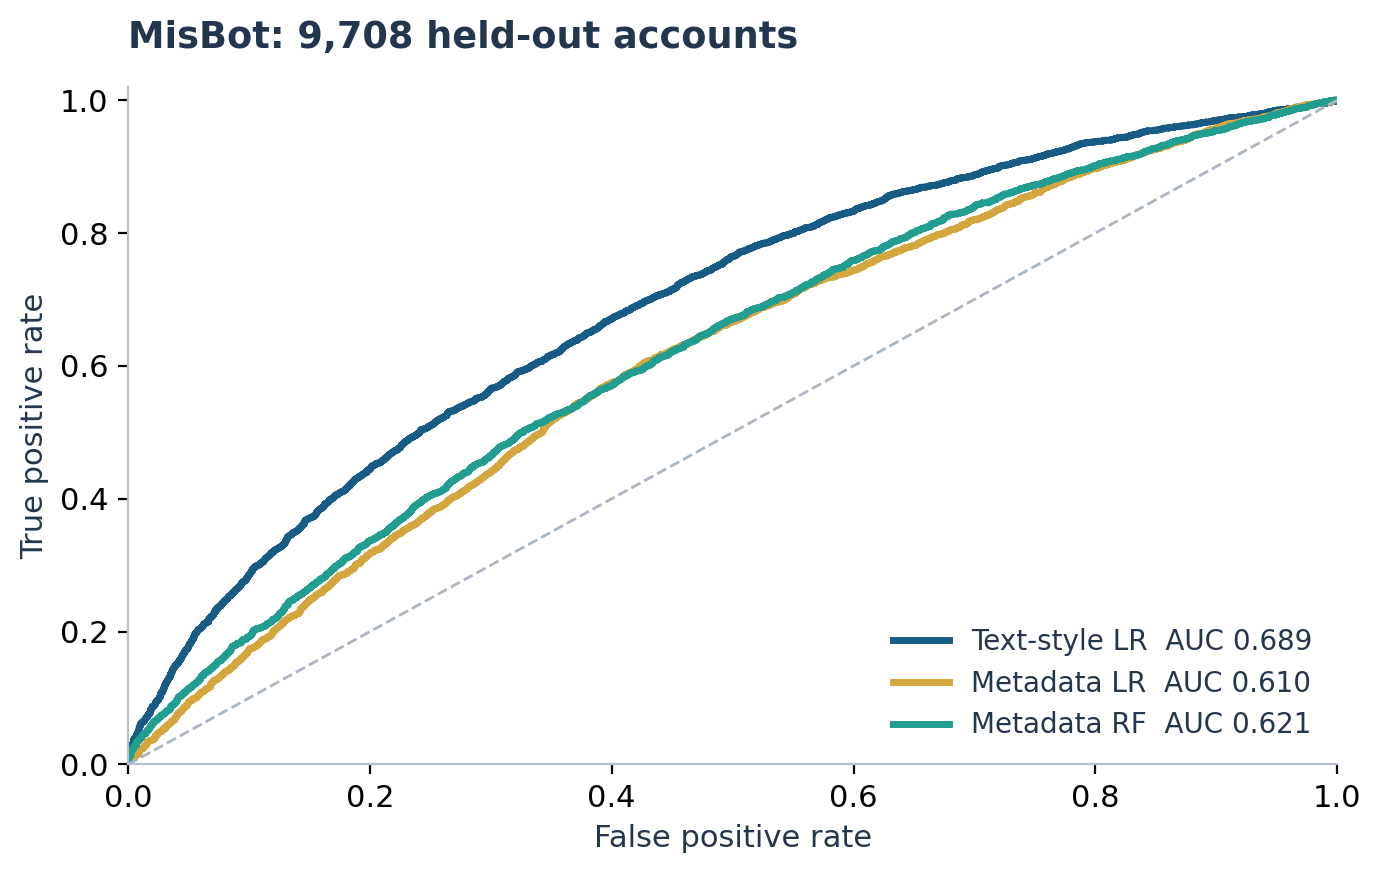 MisBot: 9,708 held-out accounts
1.0
0.8
0.6
0.4
0.2
0.0
True positive rate
Text-style LR AUC 0.689
Metadata LR AUC 0.610
Metadata RF AUC 0.621
0.0 0.2 0.4 0.6 0.8 1.0
False positive rate